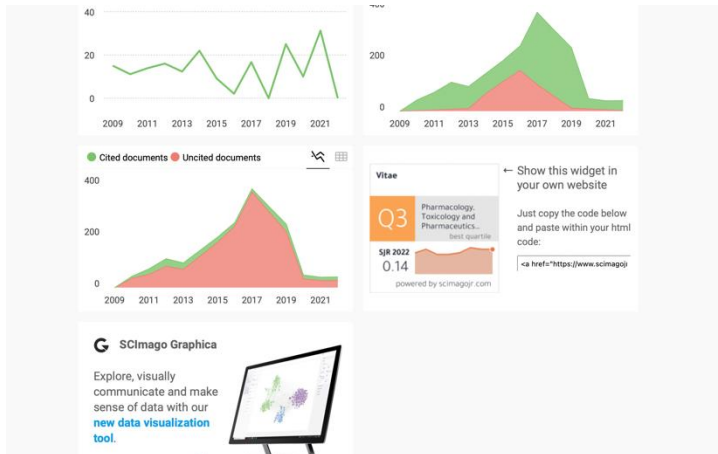 40
20
0
2009 2011 2013 2015 2017 2019 2021
400
200
0
2009 2011 2013 2015 2017 2019 2021
Cited documents Uncited documents
400
200
0
2009 2011 2013 2015 2017 2019 2021
Vitae
Q3
Pharmacology,
Toxicology and
Pharmaceutics...
best quartile
SJR 2022
0.14
powered by scimagojr.com
← Show this widget in
your own website
Just copy the code below
and paste within your html
code:
<a href="https://www.scimagoj
SCImago Graphica
Explore, visually
communicate and make
sense of data with our
new data visualization
tool.